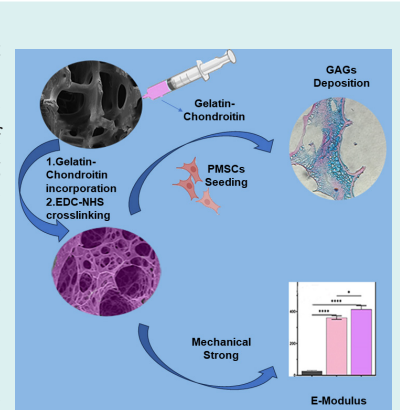 GAGs
Deposition
Gelatin-
Chondroitin
1.Gelatin-
Chondroitin
incorporation
2.EDC-NHS
crosslinking
PMSCs
Seeding
Mechanical
Strong
*
****
****
E-Modulus